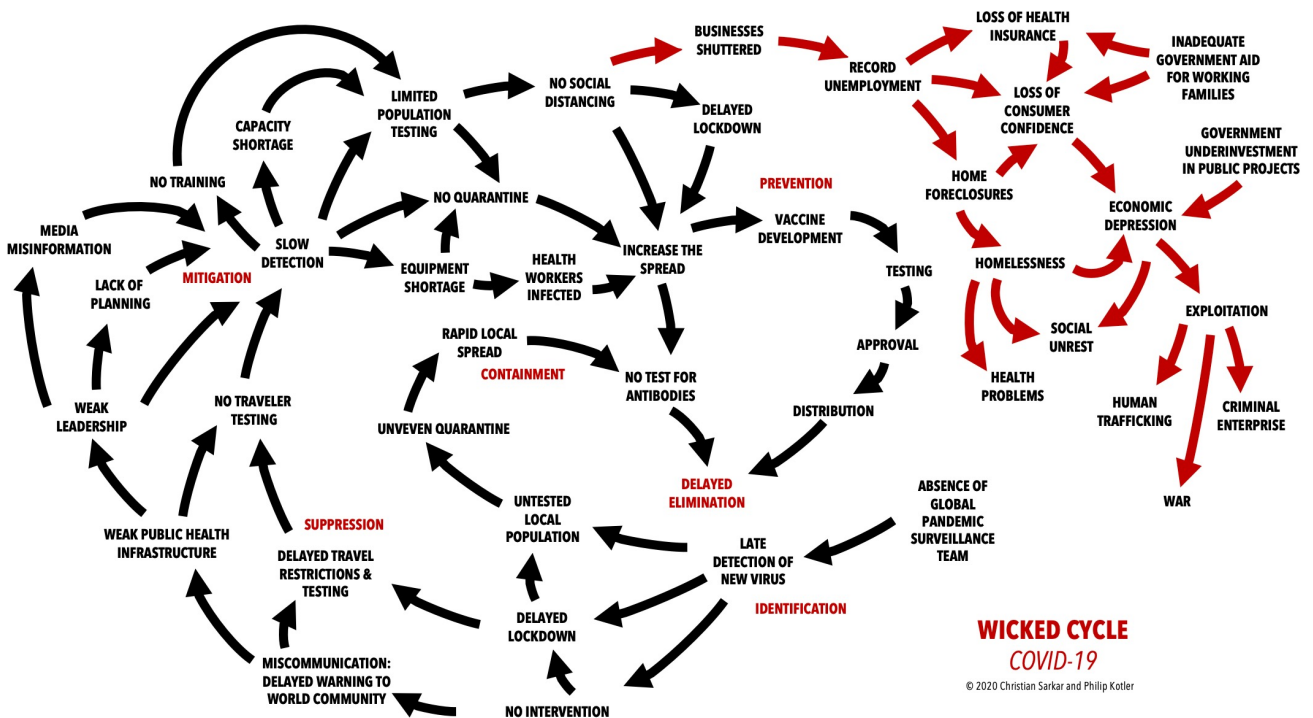 LOSS OF HEALTH
INSURANCE
BUSINESSES
SHUTTERED
INADEQUATE
GOVERNMENT AID
FOR WORKING
FAMILIES
RECORD
UNEMPLOYMENT
NO SOCIAL
DISTANCING
LIMITED
POPULATION
TESTING
LOSS OF
CONSUMER
CONFIDENCE
DELAYED
LOCKDOWN
CAPACITY
SHORTAGE
GOVERNMENT
UNDERINVESTMENT
IN PUBLIC PROJECTS
NO TRAINING
PREVENTION
HOME
FORECLOSURES
NO QUARANTINE
ECONOMIC
DEPRESSION
VACCINE
DEVELOPMENT
MEDIA
MISINFORMATION
SLOW
DETECTION
INCREASE THE
SPREAD
HEALTH
WORKERS
INFECTED
EQUIPMENT
SHORTAGE
HOMELESSNESS
TESTING
MITIGATION
LACK OF
PLANNING
EXPLOITATION
RAPID LOCAL
SPREAD
SOCIAL
UNREST
APPROVAL
CONTAINMENT
NO TEST FOR
ANTIBODIES
HEALTH
PROBLEMS
NO TRAVELER
TESTING
WEAK
LEADERSHIP
HUMAN
TRAFFICKING
CRIMINAL
ENTERPRISE
DISTRIBUTION
UNVEVEN QUARANTINE
DELAYED
ELIMINATION
ABSENCE OF
GLOBAL
PANDEMIC
SURVEILLANCE
TEAM
WAR
UNTESTED
LOCAL
POPULATION
SUPPRESSION
WEAK PUBLIC HEALTH
INFRASTRUCTURE
LATE
DETECTION OF
NEW VIRUS
DELAYED TRAVEL
RESTRICTIONS &
TESTING
IDENTIFICATION
DELAYED
LOCKDOWN
MISCOMMUNICATION:
DELAYED WARNING TO
WORLD COMMUNITY
NO INTERVENTION
WICKED CYCLE
COVID-19
© 2020 Christian Sarkar and Philip Kotler